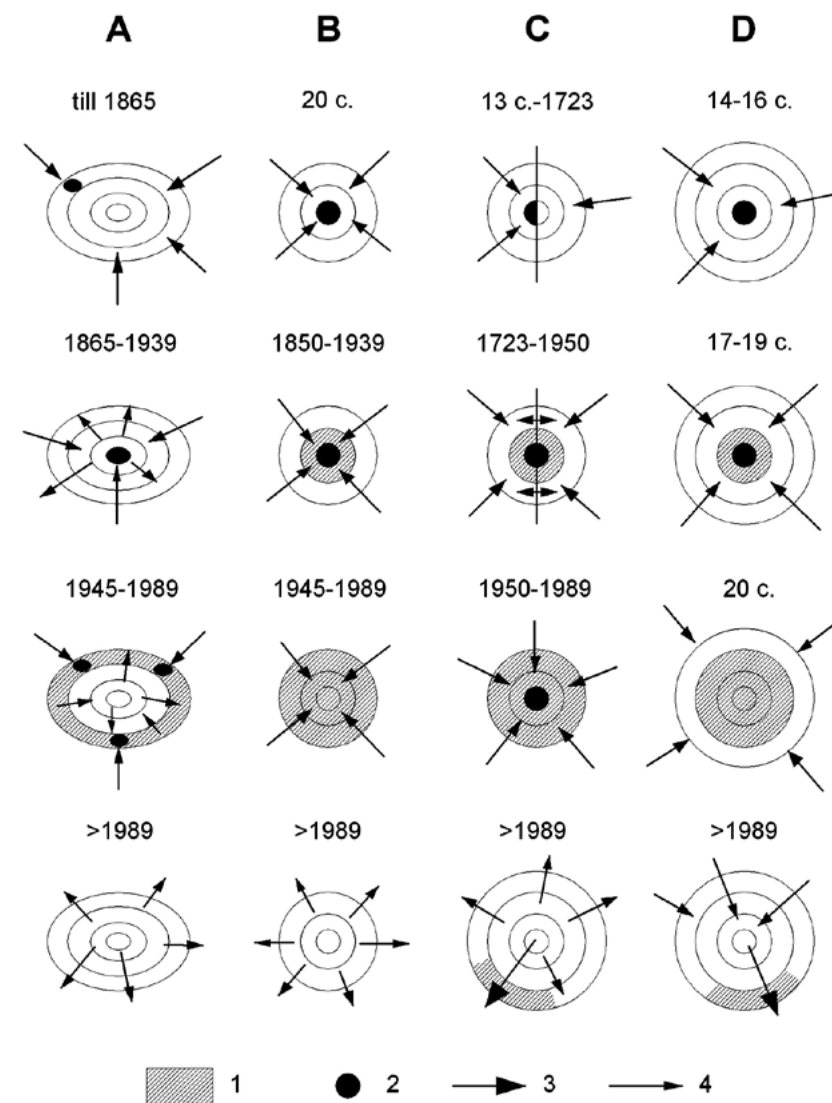 A B C D
till 1865 20 c. 13 c.-1723 14-16 c.
1865-1939 1850-1939 1723-1950 17-19 c.
1945-1989 1945-1989 1950-1989 20 c.
>1989 >1989 >1989 >1989
1 2 3 4